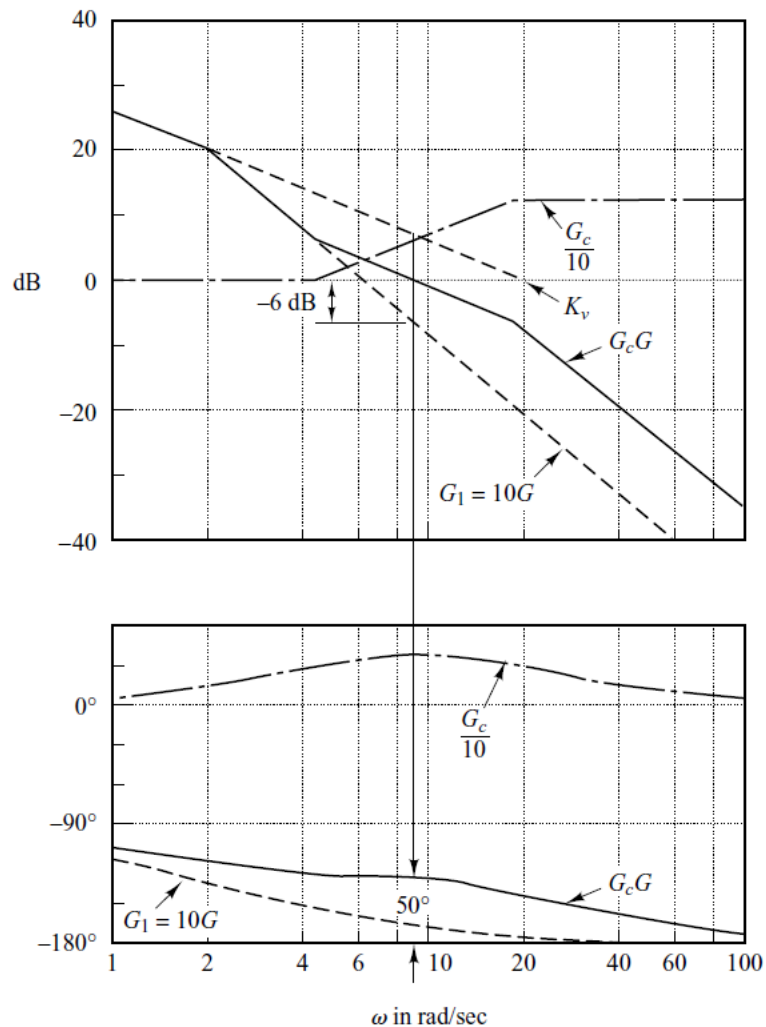 40
20
0
dB
–6 dB
G_c
10
K_v
G_cG
–20
G_1 = 10G
–40
0°
G_c
10
–90°
G_cG
50°
G_1 = 10G
–180°
1 2 4 6 10 20 40 60 100
ω in rad/sec